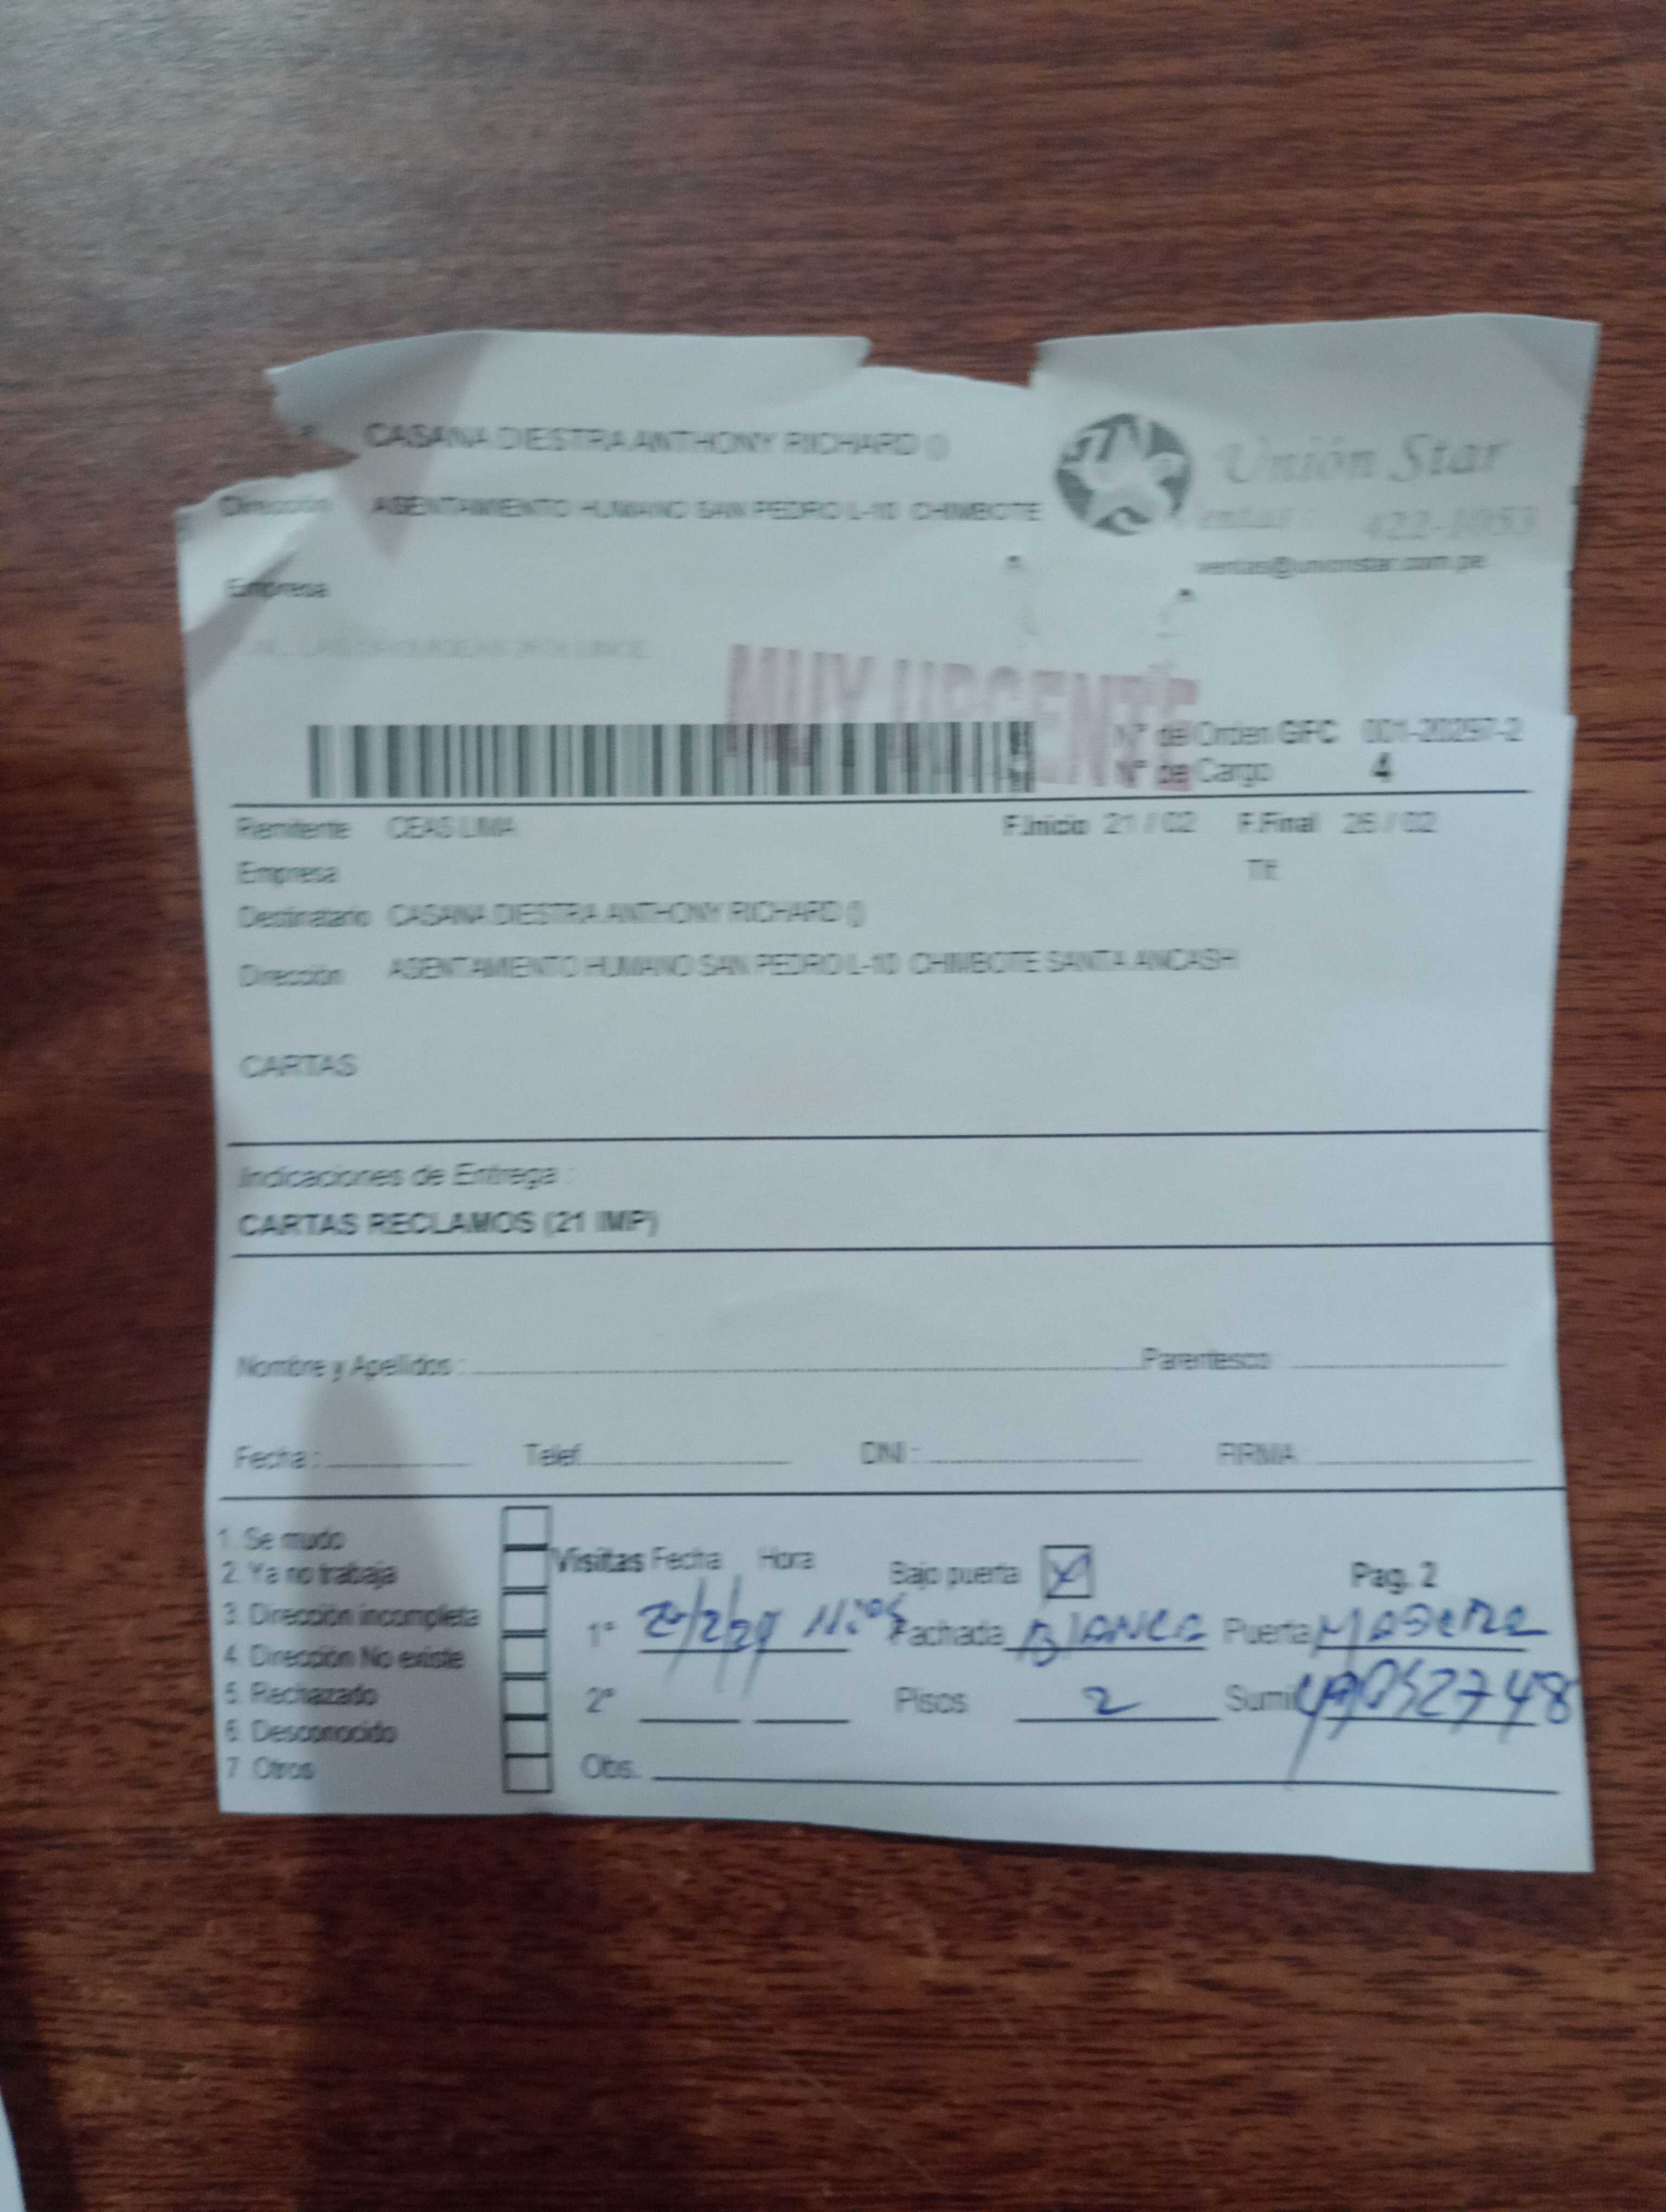 CASANA DIESTRA ANTHONY RICHARD ()
Unión Star
Dirección ASENTAMIENTO HUMANO SAN PEDRO L-10 CHIMBOTE
Ventas : 422-1053
ventas@unionstar.com.pe
Empresa
MUY URGENTE
N° de Orden GFC 001-20297-2
N° de Cargo 4
Remitente CEAS LIMA F.Inicio 21 / 02 F.Final 26 / 02
Empresa Tlf:
Destinatario CASANA DIESTRA ANTHONY RICHARD ()
Dirección ASENTAMIENTO HUMANO SAN PEDRO L-10 CHIMBOTE SANTA ANCASH
CARTAS
Indicaciones de Entrega :
CARTAS RECLAMOS (21 IMP)
Nombre y Apellidos : Parentesco :
Fecha : Telef. DNI : FIRMA :
1. Se mudo
2. Ya no trabaja
3. Dirección incompleta
4. Dirección No existe
5. Rechazado
6. Desconocido
7. Otros
Visitas Fecha Hora Bajo puerta X Pag. 2
1° Fachada BLANCA Puerta MADERA
2° Pisos 2 Sumi
Obs.